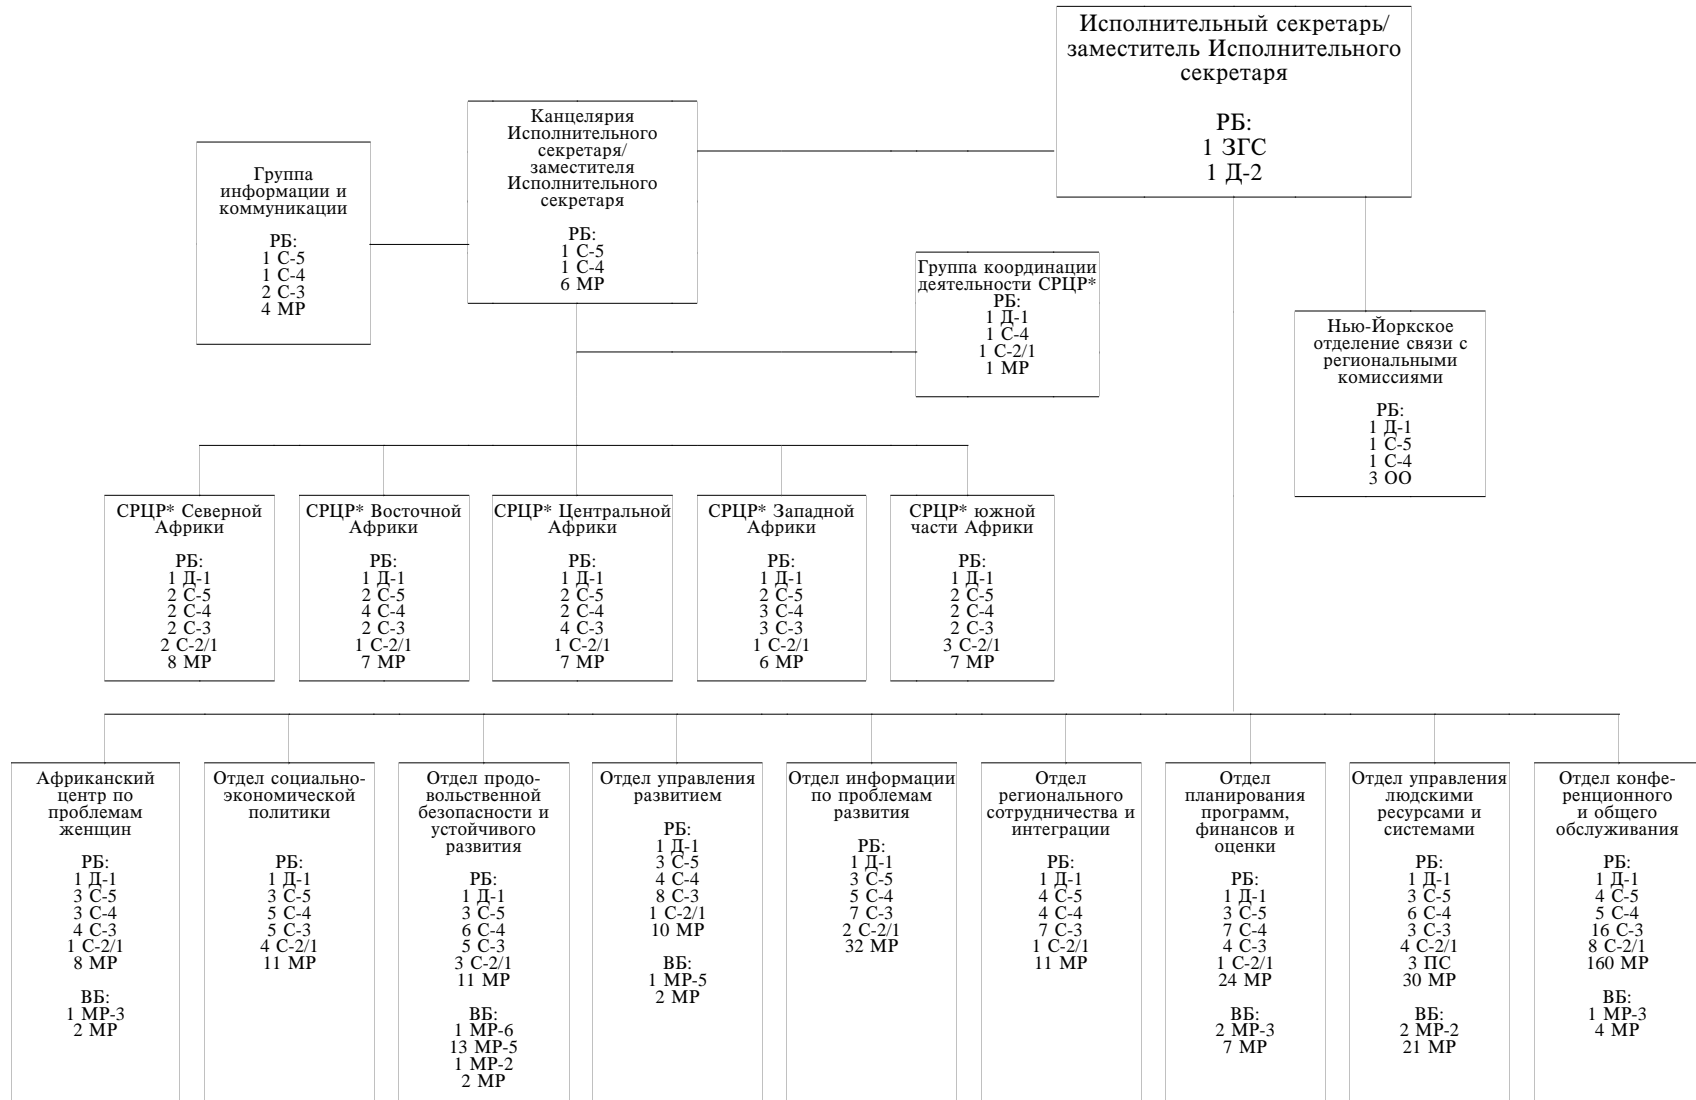 Исполнительный секретарь/
заместитель Исполнительного
секретаря
РБ:
1 ЗГС
1 Д-2
Канцелярия
Исполнительного
секретаря/
заместителя
Исполнительного
секретаря
РБ:
1 С-5
1 С-4
6 МР
Группа
информации и
коммуникации
РБ:
1 С-5
1 С-4
2 С-3
4 МР
Группа координации
деятельности СРЦР*
РБ:
1 Д-1
1 С-4
1 С-2/1
1 МР
Нью-Йоркское
отделение связи с
региональными
комиссиями
РБ:
1 Д-1
1 С-5
1 С-4
3 ОО
СРЦР* Северной
Африки
РБ:
1 Д-1
2 С-5
2 С-4
2 С-3
2 С-2/1
8 МР
СРЦР* Восточной
Африки
РБ:
1 Д-1
2 С-5
4 С-4
2 С-3
1 С-2/1
7 МР
СРЦР* Центральной
Африки
РБ:
1 Д-1
2 С-5
2 С-4
4 С-3
1 С-2/1
7 МР
СРЦР* Западной
Африки
РБ:
1 Д-1
2 С-5
3 С-4
3 С-3
1 С-2/1
6 МР
СРЦР* южной
части Африки
РБ:
1 Д-1
2 С-5
2 С-4
2 С-3
3 С-2/1
7 МР
Африканский
центр по
проблемам
женщин
РБ:
1 Д-1
3 С-5
3 С-4
4 С-3
1 С-2/1
8 МР
ВБ:
1 МР-3
2 МР
Отдел социально-
экономической
политики
РБ:
1 Д-1
3 С-5
5 С-4
5 С-3
4 С-2/1
11 МР
Отдел продо-
вольственной
безопасности и
устойчивого
развития
РБ:
1 Д-1
3 С-5
6 С-4
5 С-3
3 С-2/1
11 МР
ВБ:
1 МР-6
13 МР-5
1 МР-2
2 МР
Отдел управления
развитием
РБ:
1 Д-1
3 С-5
4 С-4
8 С-3
1 С-2/1
10 МР
ВБ:
1 МР-5
2 МР
Отдел информации
по проблемам
развития
РБ:
1 Д-1
3 С-5
5 С-4
7 С-3
2 С-2/1
32 МР
Отдел
регионального
сотрудничества и
интеграции
РБ:
1 Д-1
4 С-5
4 С-4
7 С-3
1 С-2/1
11 МР
Отдел
планирования
программ,
финансов и
оценки
РБ:
1 Д-1
3 С-5
7 С-4
4 С-3
1 С-2/1
24 МР
ВБ:
2 МР-3
7 МР
Отдел управления
людскими
ресурсами и
системами
РБ:
1 Д-1
3 С-5
6 С-4
3 С-3
4 С-2/1
3 ПС
30 МР
ВБ:
2 МР-2
21 МР
Отдел конфе-
ренционного
и общего
обслуживания
РБ:
1 Д-1
4 С-5
5 С-4
16 С-3
8 С-2/1
160 МР
ВБ:
1 МР-3
4 МР